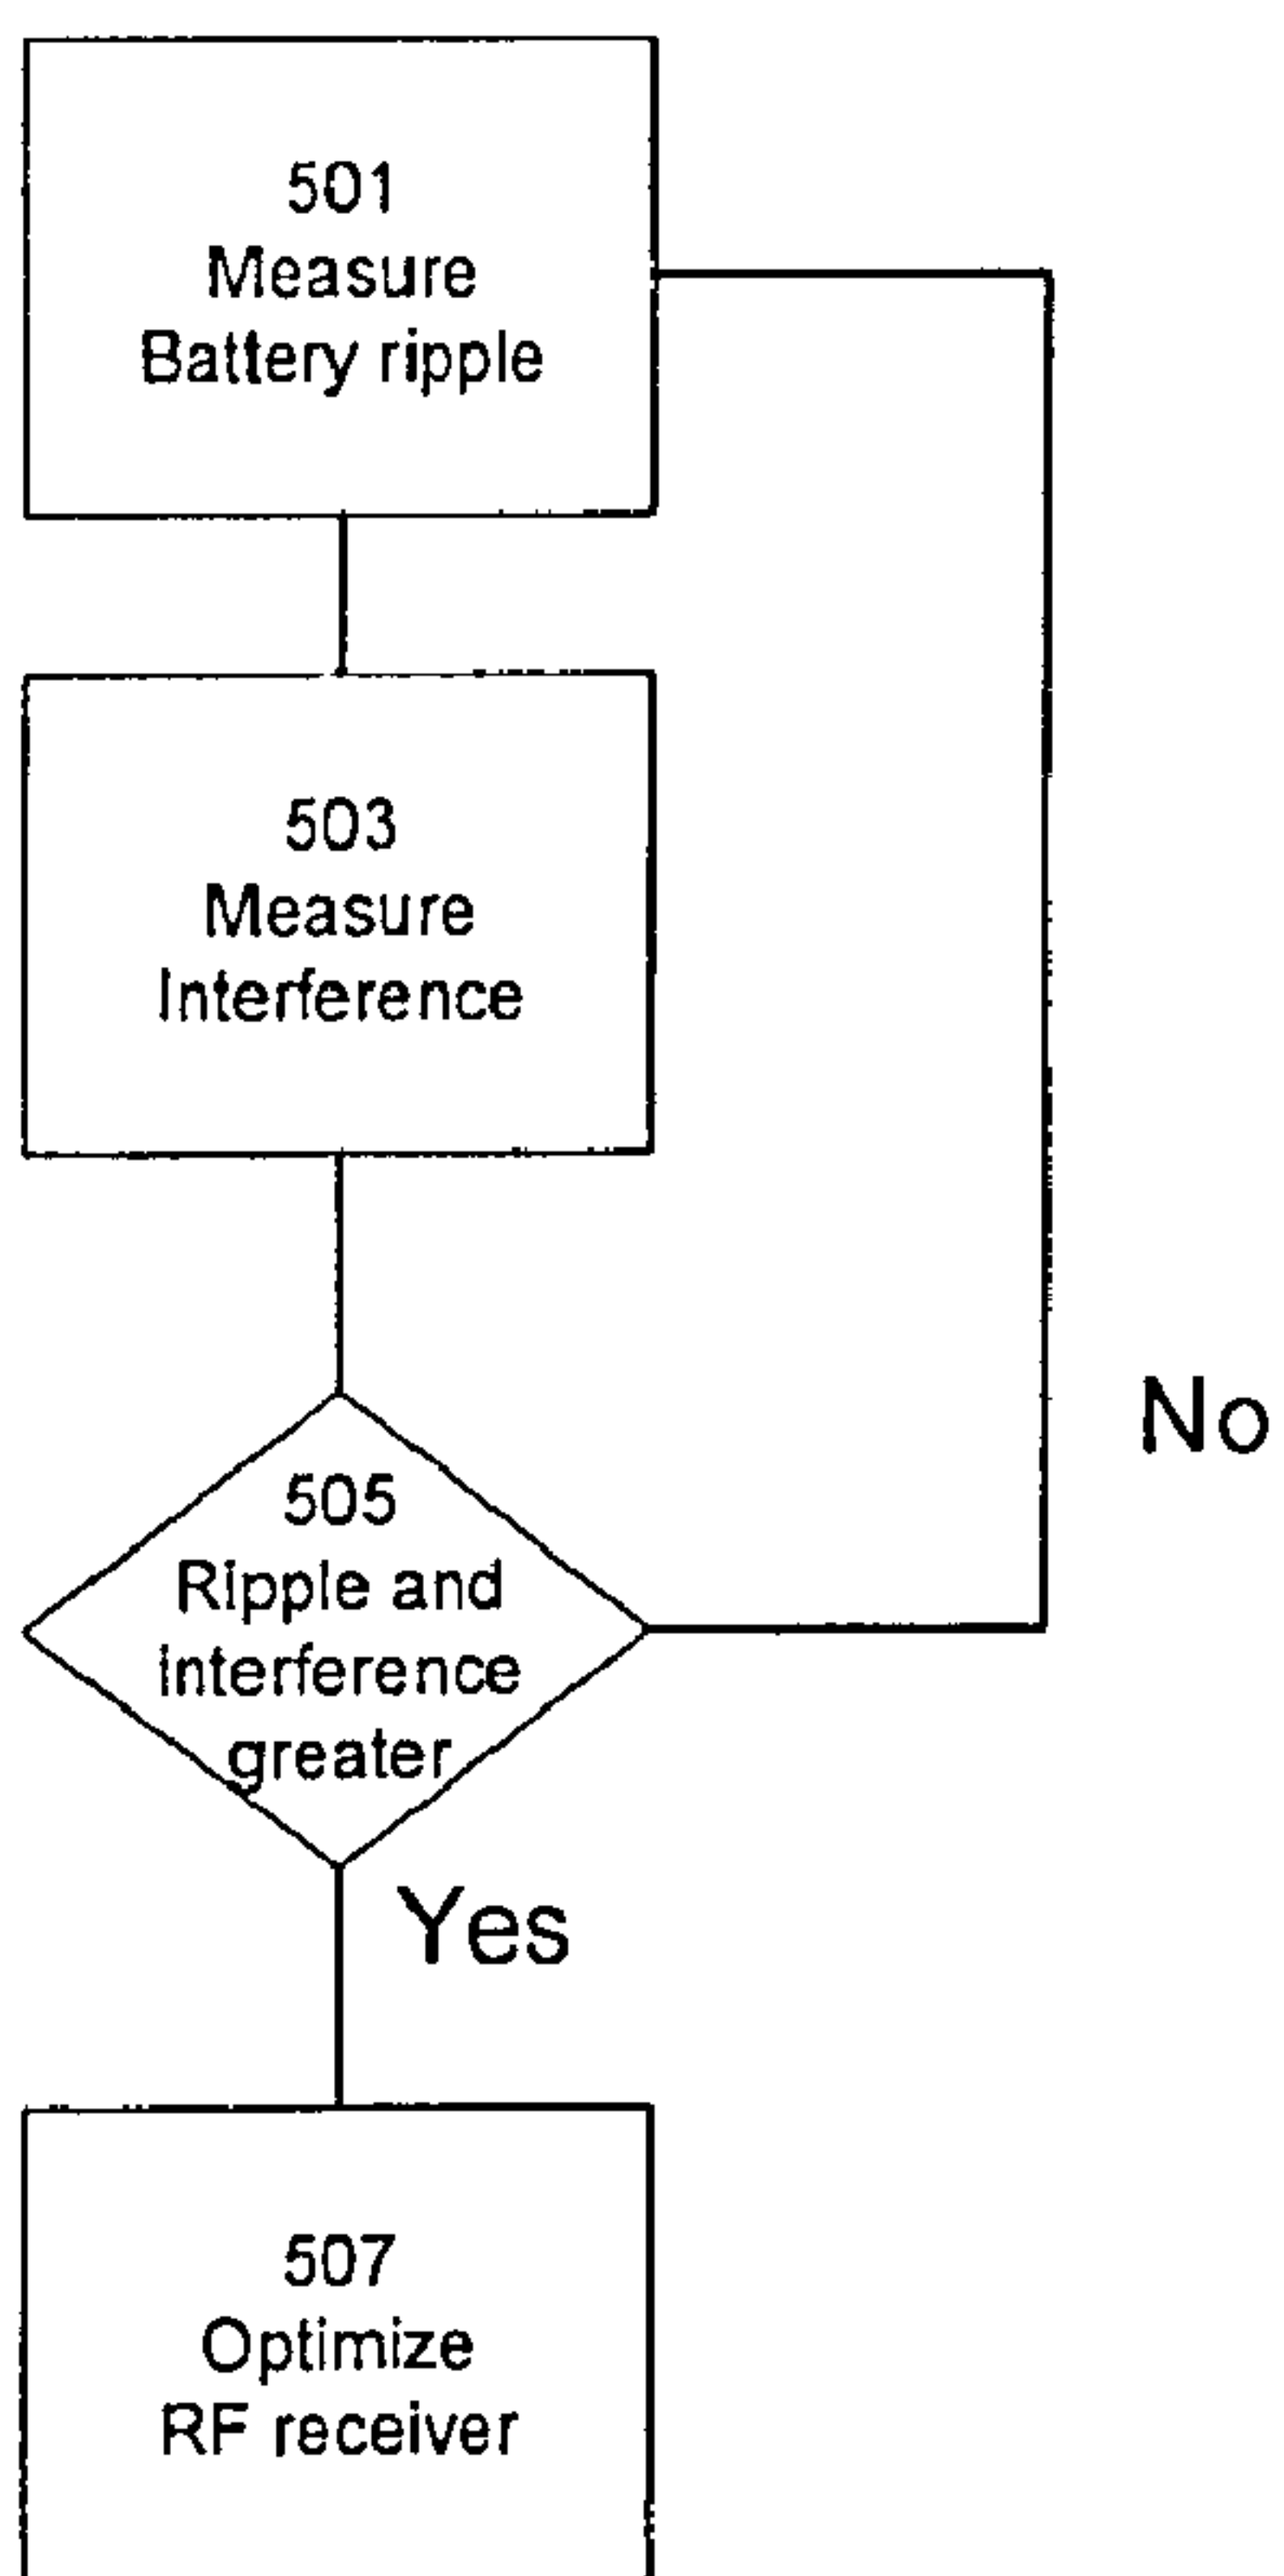 501
Measure
Battery ripple
503
Measure
Interference
No
505
Ripple and
interference
greater
Yes
507
Optimize
RF receiver